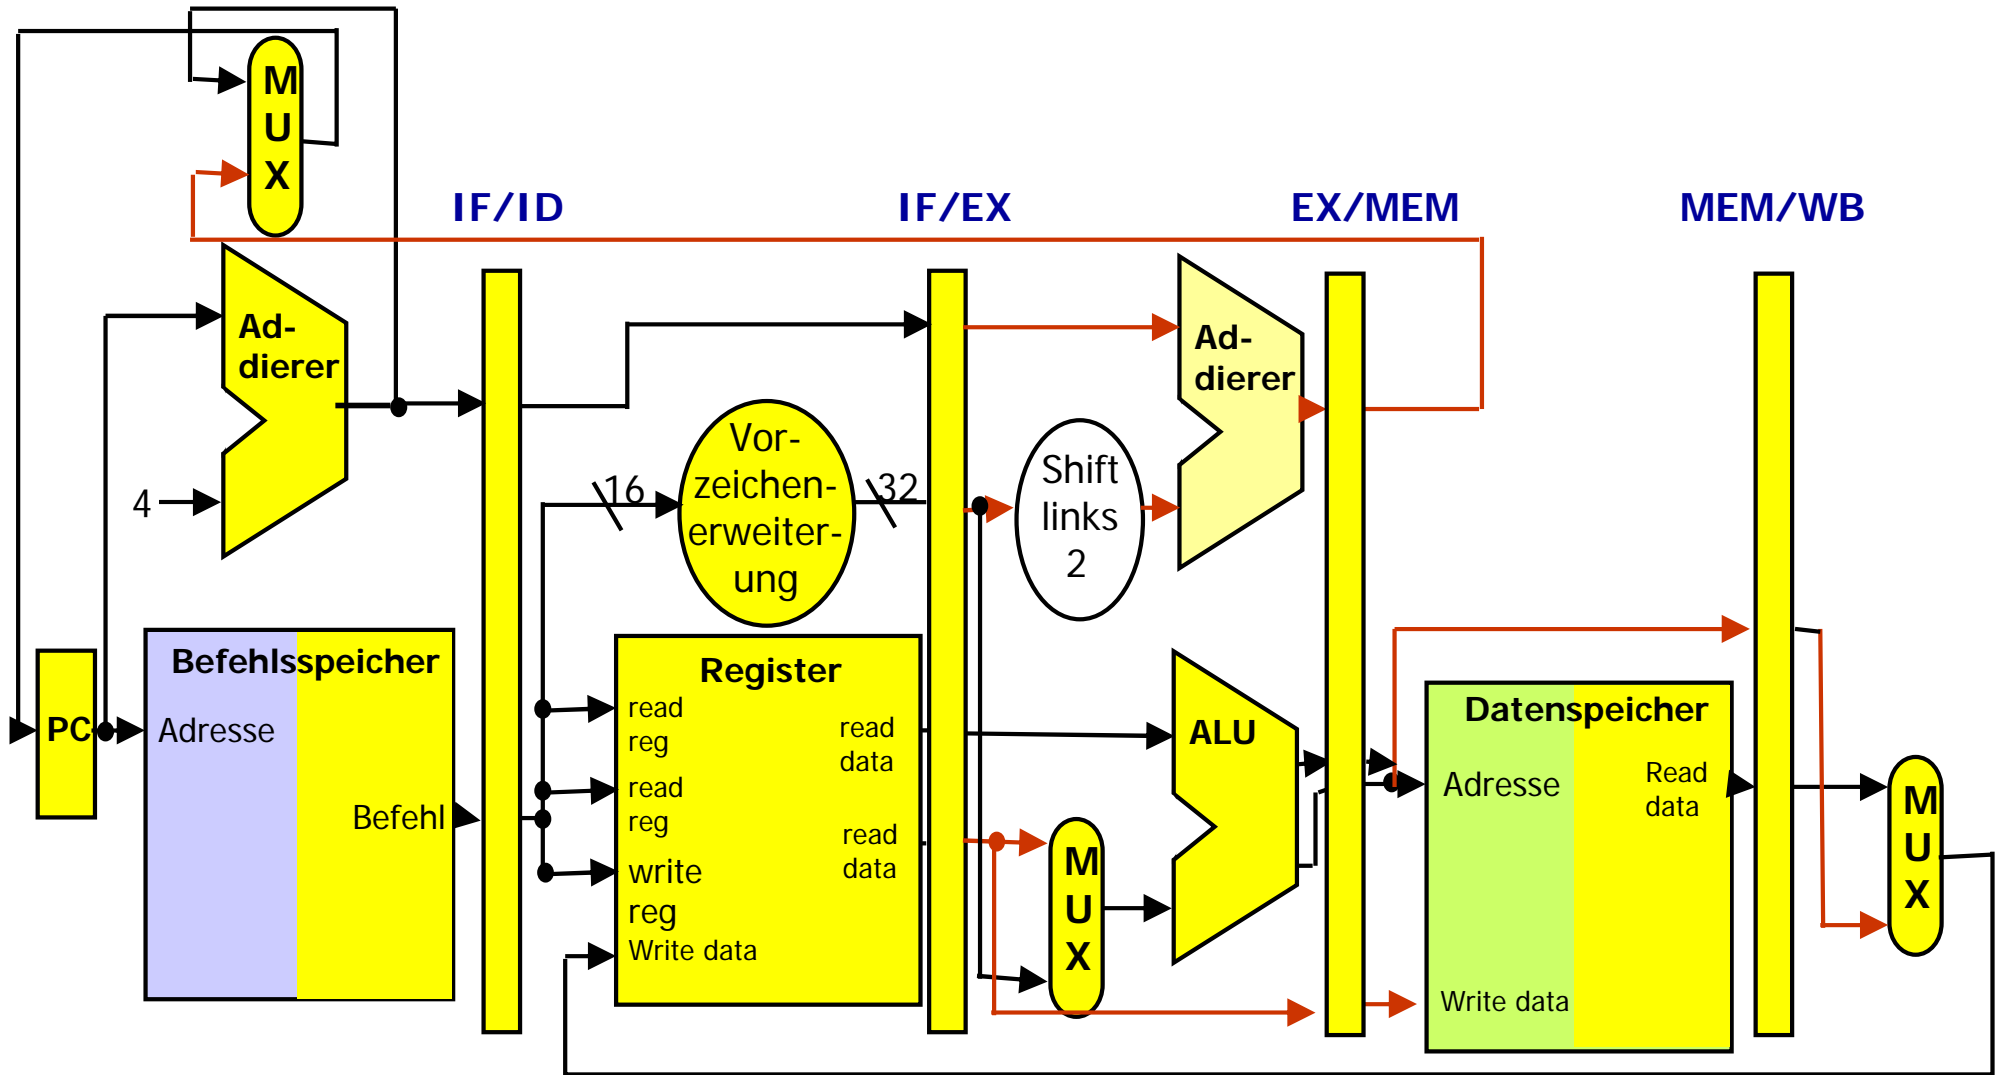 M
U
X
IF/ID
IF/EX
EX/MEM
MEM/WB
Ad-
dierer
4
16
Vor-
zeichen-
erweiter-
ung
32
Shift
links
2
Ad-
dierer
PC
Befehlsspeicher
Adresse
Befehl
Register
read
reg
read
reg
write
reg
Write data
read
data
read
data
M
U
X
ALU
Datenspeicher
Adresse
Read
data
Write data
M
U
X